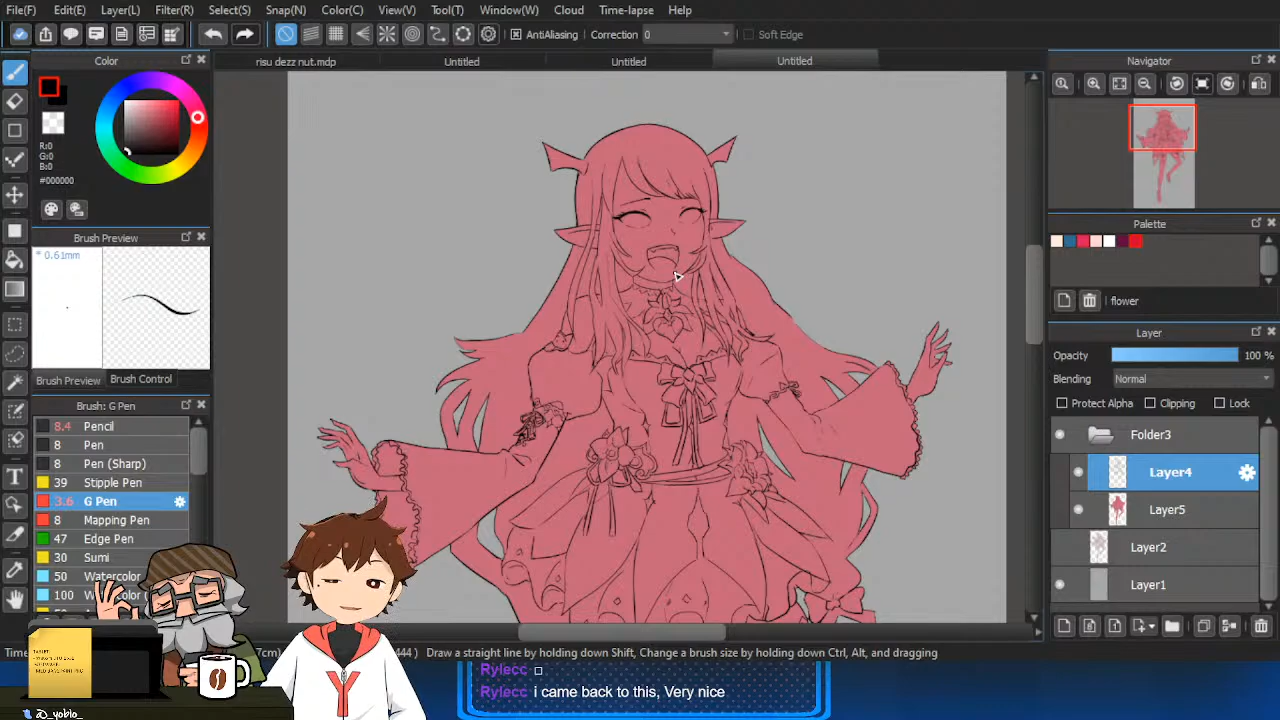 File(F) Edit(E) Layer(L) Filter(R) Select(S) Snap(N) Color(C) View(V) Tool(T) Window(W) Cloud Time-lapse Help
AntiAliasing Correction 0 Soft Edge
Color
risu dezz nut.mdp Untitled Untitled Untitled
Navigator
R:0
G:0
B:0
#000000
Brush Preview
* 0.61mm
Brush Preview Brush Control
Brush: G Pen
8.4 Pencil
8 Pen
8 Pen (Sharp)
39 Stipple Pen
3.6 G Pen
8 Mapping Pen
47 Edge Pen
30 Sumi
50 Watercolor
100
Palette
flower
Layer
Opacity 100 %
Blending Normal
Protect Alpha Clipping Lock
Folder3
Layer4
Layer5
Layer2
Layer1
Draw a straight line by holding down Shift, Change a brush size by holding down Ctrl, Alt, and dragging
Rylecc
Rylecc i came back to this, Very nice
Y